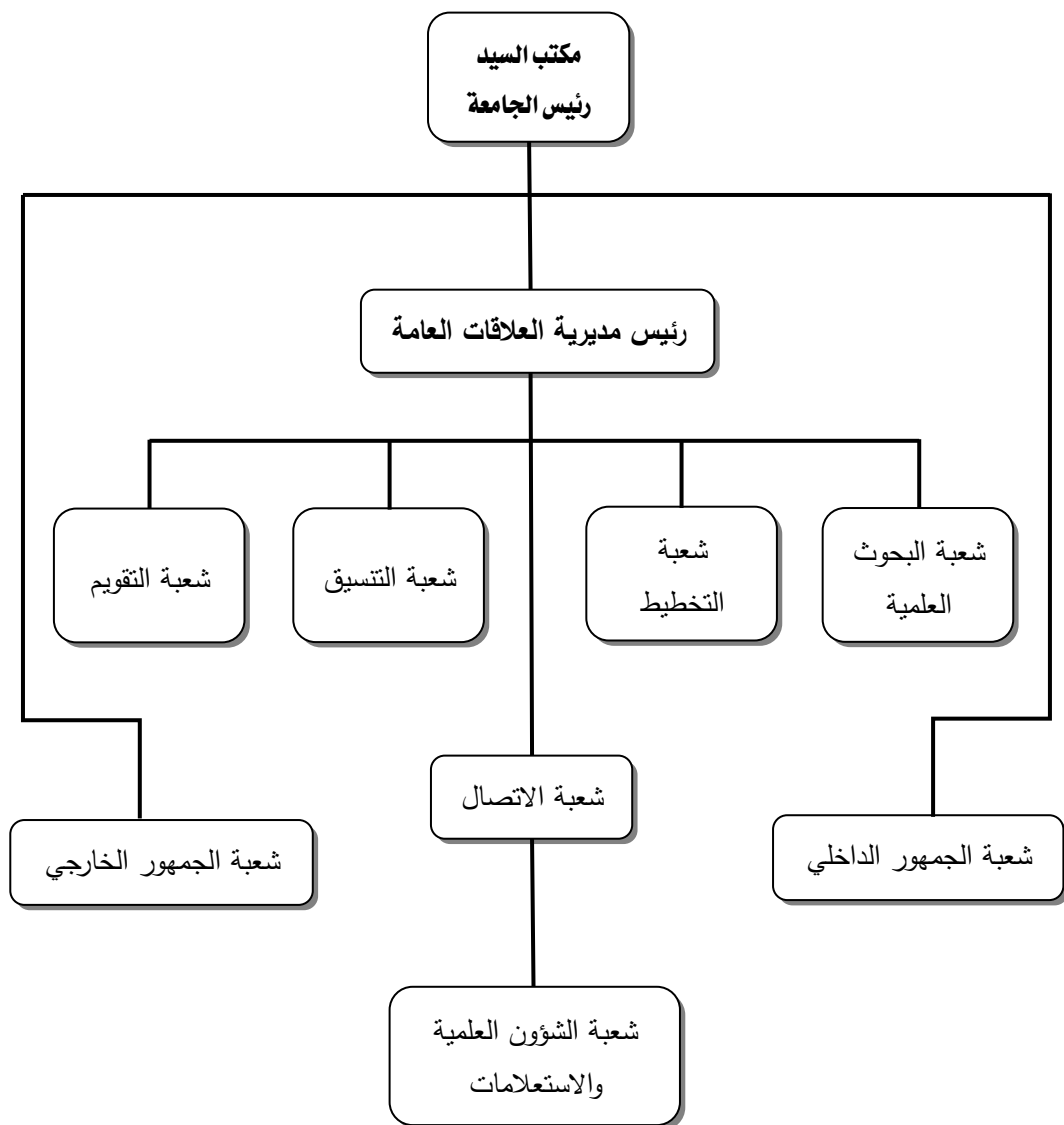 مكتب السيد
رئيس الجامعة
رئيس مديرية العلاقات العامة
شعبة البحوث
العلمية
شعبة
التخطيط
شعبة التنسيق
شعبة التقويم
شعبة الاتصال
شعبة الجمهور الداخلي
شعبة الجمهور الخارجي
شعبة الشؤون العلمية
والاستعلامات